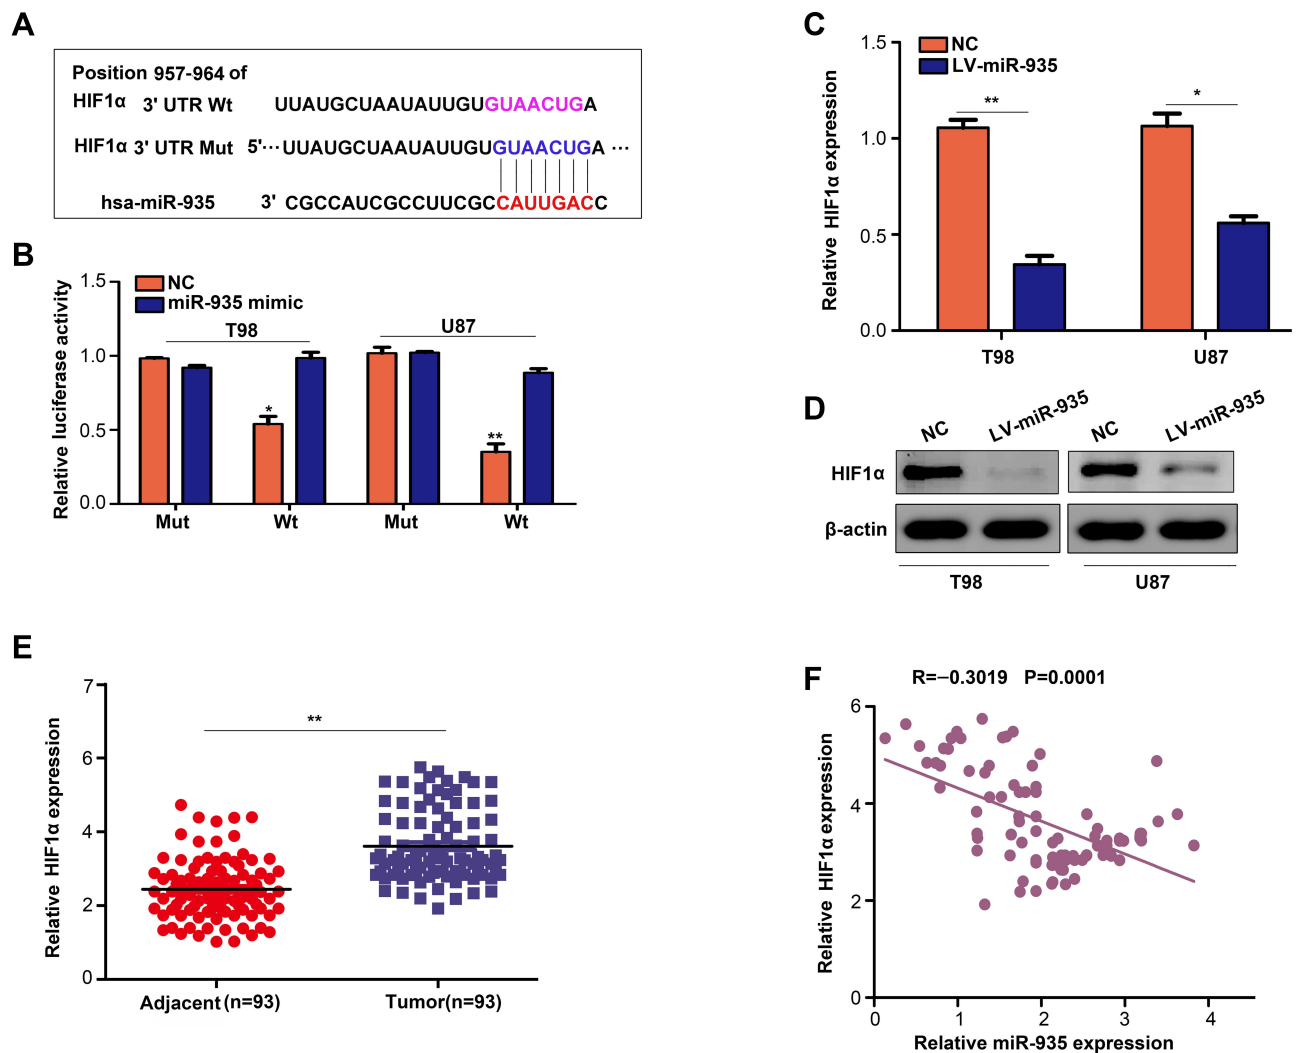 A
Position 957-964 of
HIF1α 3' UTR Wt UUAUGCUAAUAUUGUGUAACUGA
HIF1α 3' UTR Mut 5'···UUAUGCUAAUAUUGUGUAACUGA ···
hsa-miR-935 3' CGCCAUCGCCUUCGCCAUUGACC
B
Relative luciferase activity
1.5
1.0
0.5
0.0
NC
miR-935 mimic
T98
U87
*
**
Mut
Wt
Mut
Wt
C
Relative HIF1α expression
1.5
1.0
0.5
0.0
NC
LV-miR-935
**
*
T98
U87
D
NC
LV-miR-935
NC
LV-miR-935
HIF1α
β-actin
T98
U87
E
Relative HIF1α expression
7
6
4
2
0
**
Adjacent (n=93)
Tumor(n=93)
F
R=−0.3019 P=0.0001
Relative HIF1α expression
6
4
2
0
0
1
2
3
4
Relative miR-935 expression